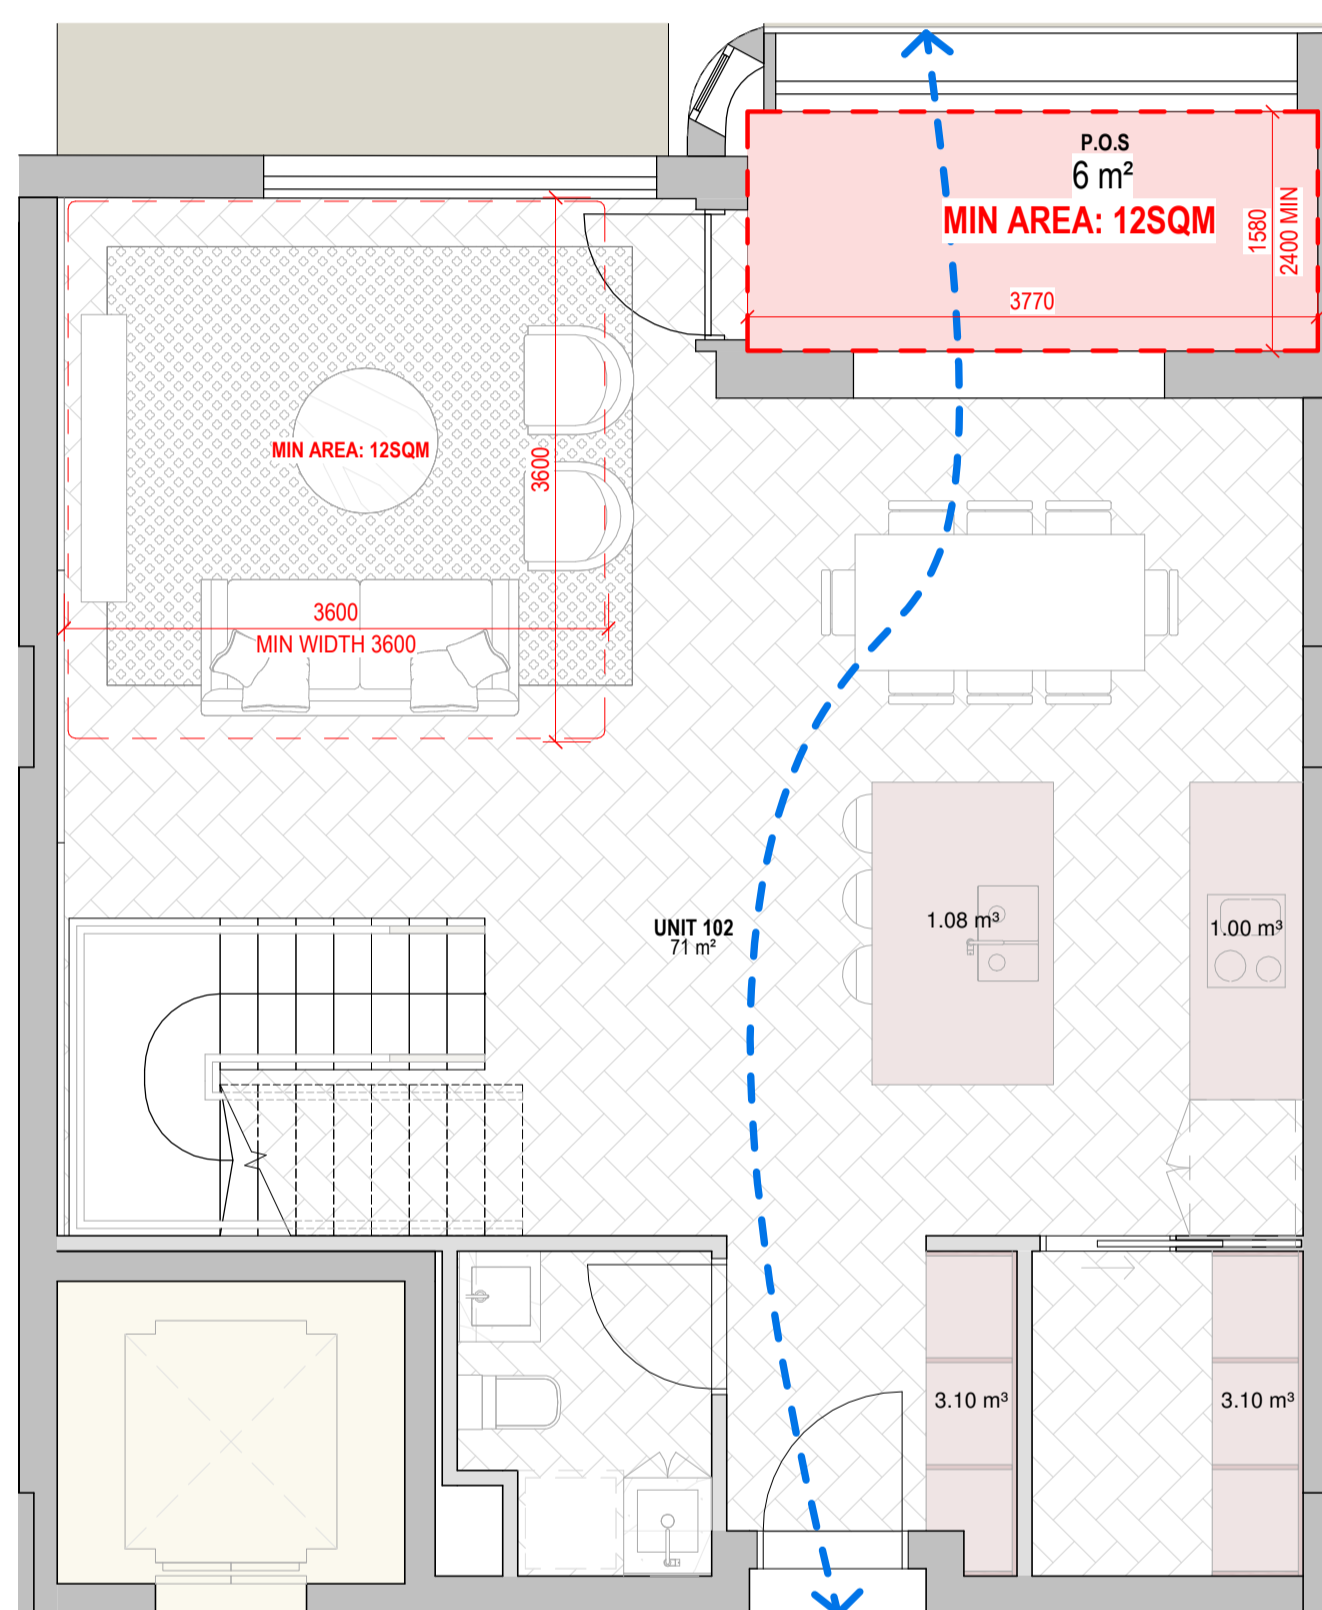 P.O.S
6 m²
MIN AREA: 12SQM
1580
2400 MIN
3770
MIN AREA: 12SQM
3600
3600
MIN WIDTH 3600
UNIT 102
71 m²
1.08 m³
1.00 m³
3.10 m³
3.10 m³